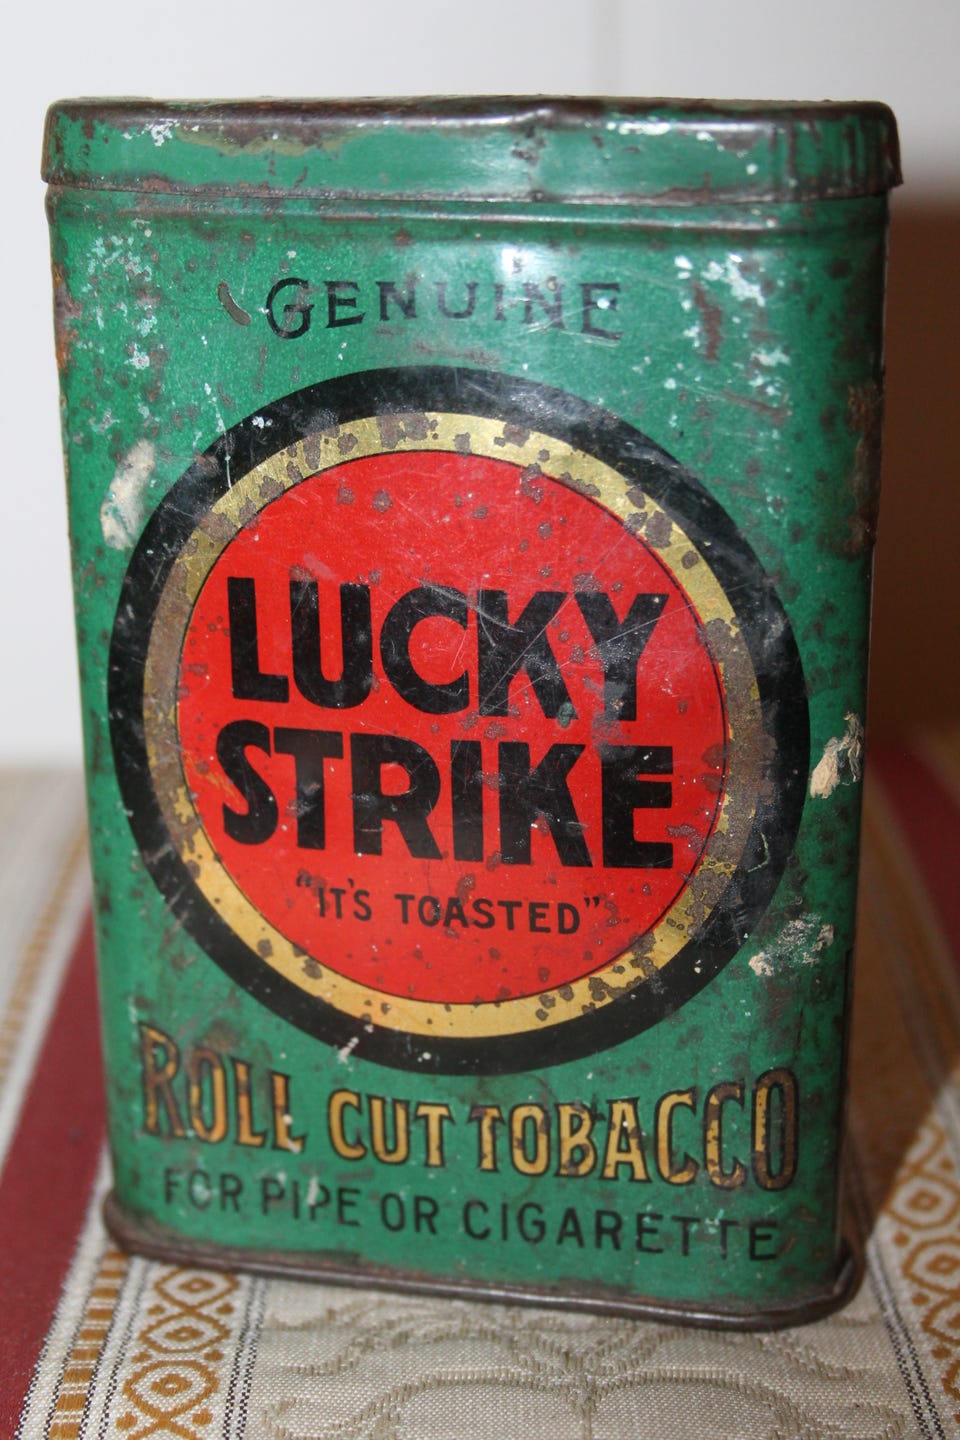 GENUINE
LUCKY
STRIKE
"IT'S TOASTED"
ROLL CUT TOBACCO
FOR PIPE OR CIGARETTE